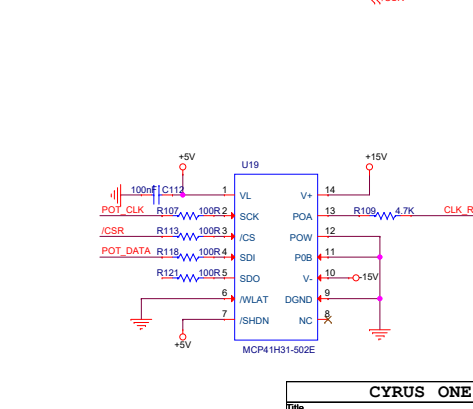 +5V
U19
+15V
100nF C112
1 VL V+ 14
POT_CLK R107 100R 2 SCK POA 13 R109 4.7K CLK_R
/CSR R113 100R 3 /CS POW 12
POT_DATA R118 100R 4 SDI P0B 11
R121 100R 5 SDO V- 10 -15V
6 /WLAT DGND 9
7 /SHDN NC 8
+5V
MCP41H31-502E
CYRUS ONE
Title